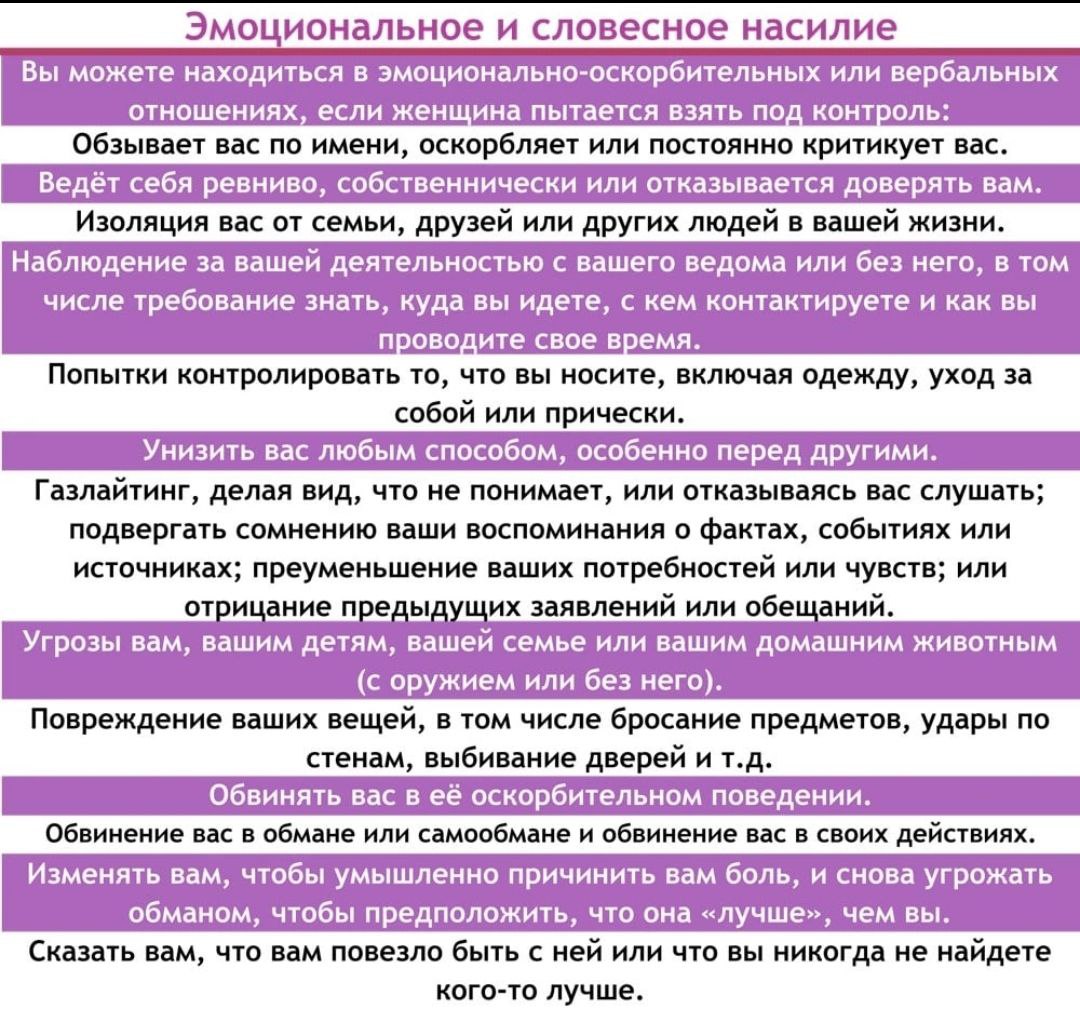 Эмоциональное и словесное насилие
Вы можете находиться в эмоционально-оскорбительных или вербальных
отношениях, если женщина пытается взять под контроль:
Обзывает вас по имени, оскорбляет или постоянно критикует вас.
Ведёт себя ревниво, собственнически или отказывается доверять вам.
Изоляция вас от семьи, друзей или других людей в вашей жизни.
Наблюдение за вашей деятельностью с вашего ведома или без него, в том
числе требование знать, куда вы идете, с кем контактируете и как вы
проводите свое время.
Попытки контролировать то, что вы носите, включая одежду, уход за
собой или прически.
Унизить вас любым способом, особенно перед другими.
Газлайтинг, делая вид, что не понимает, или отказываясь вас слушать;
подвергать сомнению ваши воспоминания о фактах, событиях или
источниках; преуменьшение ваших потребностей или чувств; или
отрицание предыдущих заявлений или обещаний.
Угрозы вам, вашим детям, вашей семье или вашим домашним животным
(с оружием или без него).
Повреждение ваших вещей, в том числе бросание предметов, удары по
стенам, выбивание дверей и т.д.
Обвинять вас в её оскорбительном поведении.
Обвинение вас в обмане или самообмане и обвинение вас в своих действиях.
Изменять вам, чтобы умышленно причинить вам боль, и снова угрожать
обманом, чтобы предположить, что она «лучше», чем вы.
Сказать вам, что вам повезло быть с ней или что вы никогда не найдете
кого-то лучше.